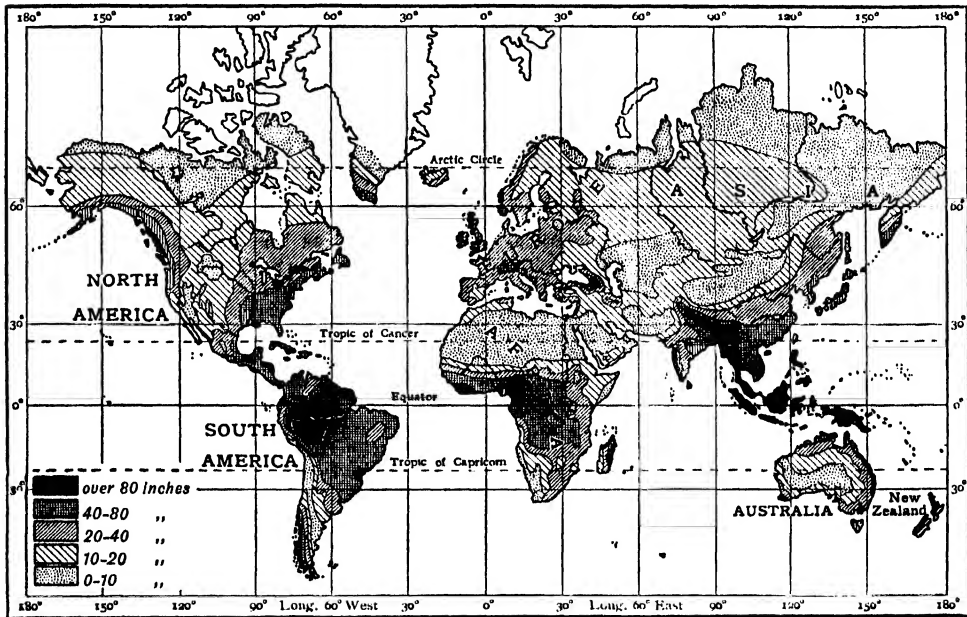 180° 150° 120° 90° 60° 30° 0° 30° 60° 90° 120° 150° 180°
Arctic Circle
E A S I A
60° 60°
NORTH
AMERICA
30° 30°
Tropic of Cancer
A F
Equator
0° 0°
SOUTH
AMERICA
A
Tropic of Capricorn
30° 30°
over 80 inches
40-80 "
20-40 "
10-20 "
0-10 "
AUSTRALIA
New
Zealand
180° 150° 120° 90° Long. 60° West 30° 0° 30° Long. 60° East 90° 120° 150° 180°